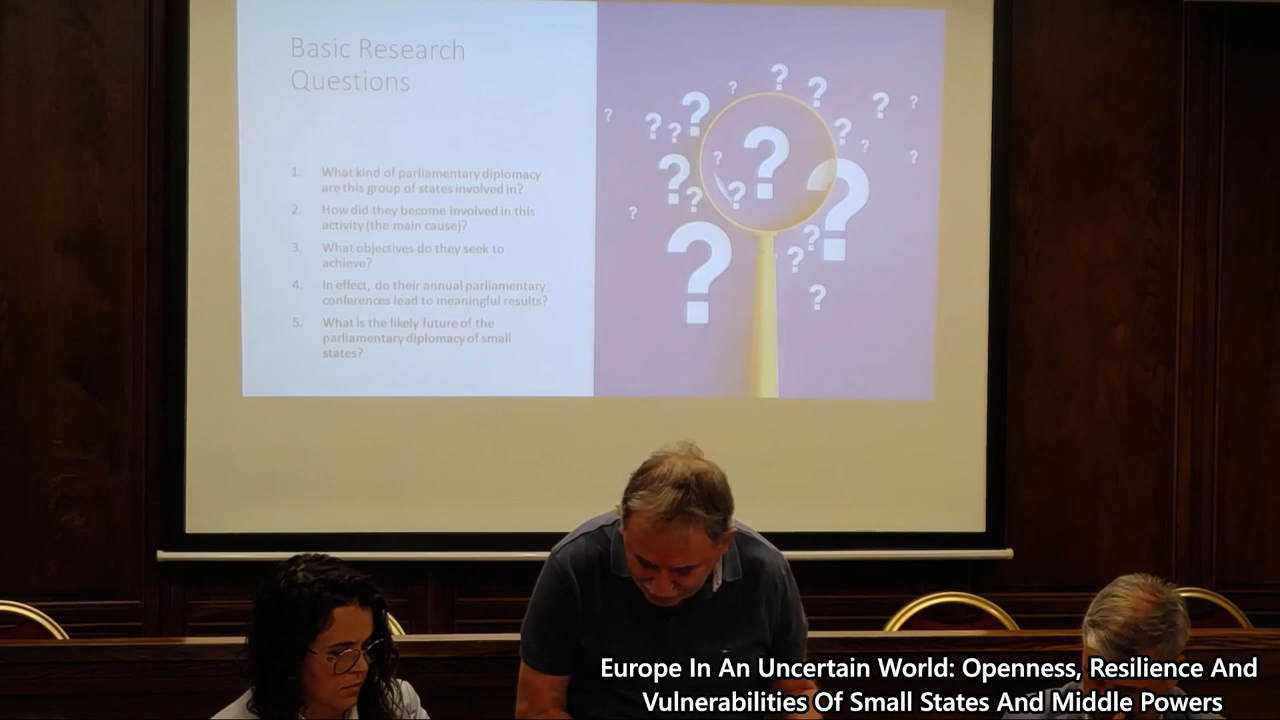 Basic Research
Questions
1. What kind of parliamentary diplomacy
are this group of states involved in?
2. How did they become involved in this
activity (the main cause)?
3. What objectives do they seek to
achieve?
4. In effect, do their annual parliamentary
conferences lead to meaningful results?
5. What is the likely future of the
parliamentary diplomacy of small
states?
Europe In An Uncertain World: Openness, Resilience And
Vulnerabilities Of Small States And Middle Powers